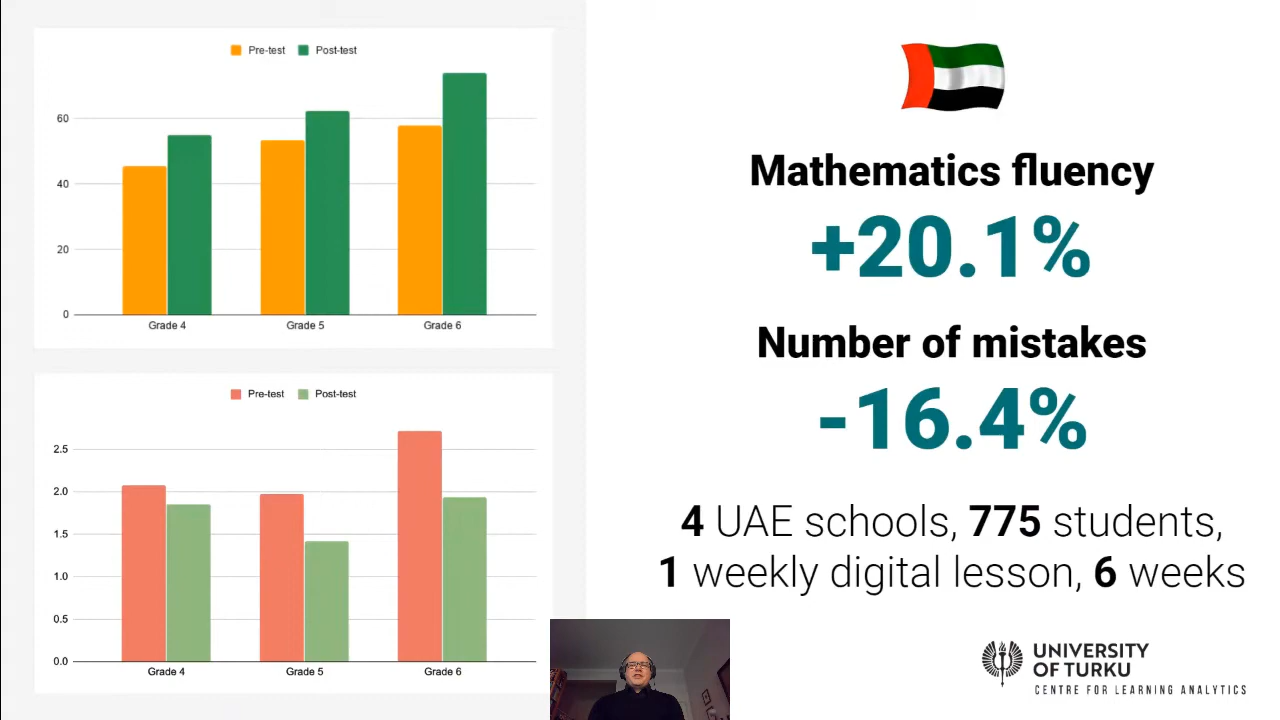 Pre-test Post-test
60
40
20
0
Grade 4 Grade 5 Grade 6
Pre-test Post-test
2.5
2.0
1.5
1.0
0.5
0.0
Grade 4 Grade 5 Grade 6
Mathematics fluency
+20.1%
Number of mistakes
-16.4%
4 UAE schools, 775 students,
1 weekly digital lesson, 6 weeks
UNIVERSITY
OF TURKU
CENTRE FOR LEARNING ANALYTICS